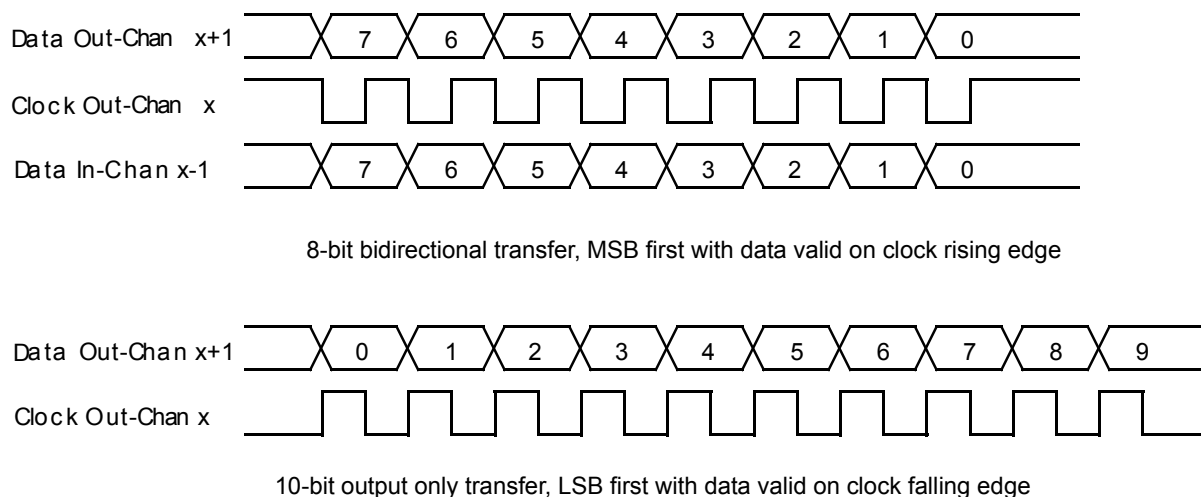 Data Out-Chan x+1 7 6 5 4 3 2 1 0
Clock Out-Chan x
Data In-Chan x-1 7 6 5 4 3 2 1 0
8-bit bidirectional transfer, MSB first with data valid on clock rising edge
Data Out-Chan x+1 0 1 2 3 4 5 6 7 8 9
Clock Out-Chan x
10-bit output only transfer, LSB first with data valid on clock falling edge